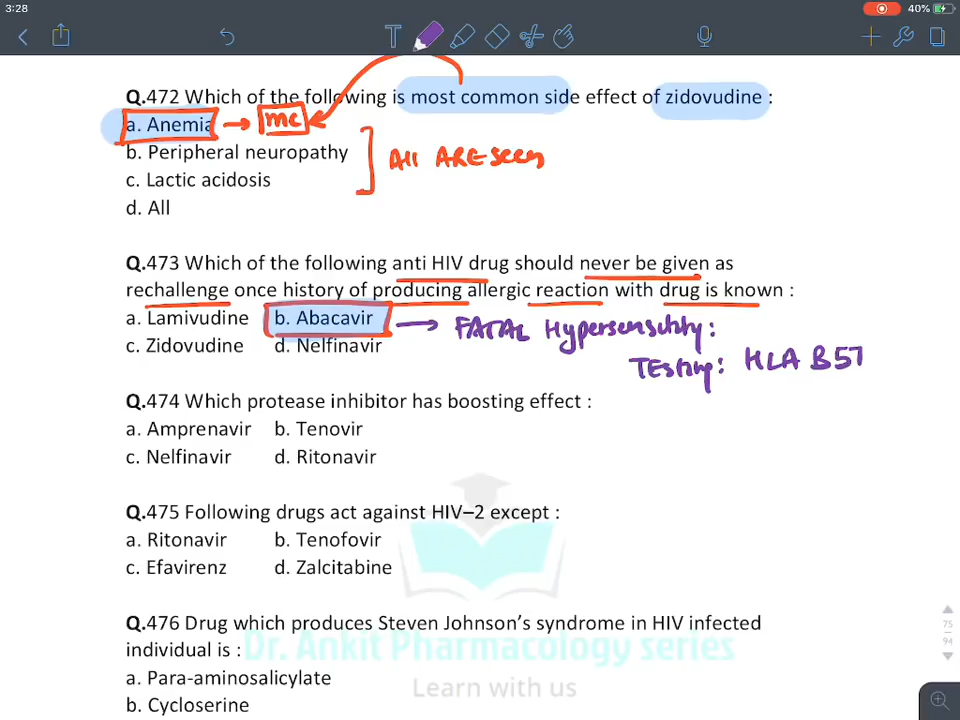 3:28
40%
T
Q.472 Which of the following is most common side effect of zidovudine :
a. Anemia → mc
b. Peripheral neuropathy
All ARE seen
c. Lactic acidosis
d. All
Q.473 Which of the following anti HIV drug should never be given as
rechallenge once history of producing allergic reaction with drug is known :
a. Lamivudine b. Abacavir → FATAL Hypersensitivity:
c. Zidovudine d. Nelfinavir
Testing: HLA B57
Q.474 Which protease inhibitor has boosting effect :
a. Amprenavir b. Tenovir
c. Nelfinavir d. Ritonavir
Q.475 Following drugs act against HIV–2 except :
a. Ritonavir b. Tenofovir
c. Efavirenz d. Zalcitabine
Q.476 Drug which produces Steven Johnson's syndrome in HIV infected
individual is :
Dr. Ankit Pharmacology series
a. Para-aminosalicylate
Learn with us
b. Cycloserine
75
94